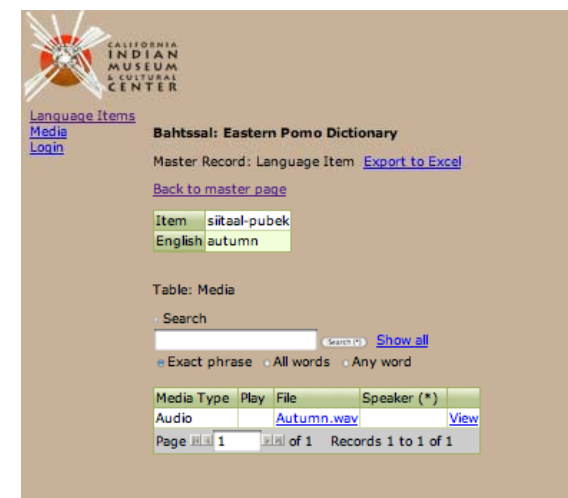 CALIFORNIA
INDIAN
MUSEUM
& CULTURAL
CENTER
Language Items
Media
Login
Bahtssal: Eastern Pomo Dictionary
Master Record: Language Item Export to Excel
Back to master page
Item siitaal-pubek
English autumn
Table: Media
Search
Search (*) Show all
Exact phrase All words Any word
Media Type Play File Speaker (*)
Audio Autumn.wav View
Page 1 of 1 Records 1 to 1 of 1